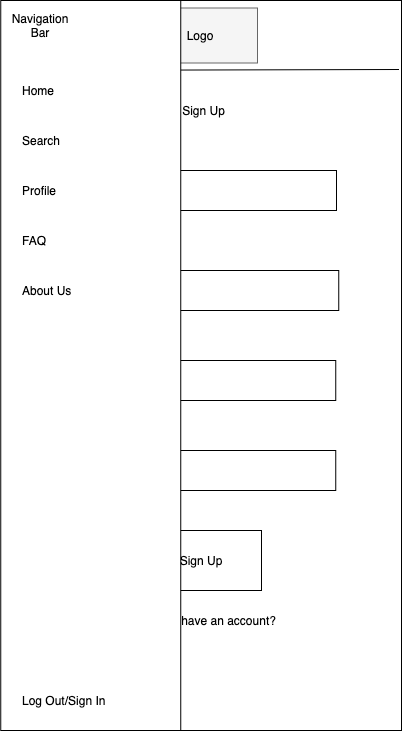 Navigation
Bar
Home
Search
Profile
FAQ
About Us
Log Out/Sign In
Logo
Sign Up
Sign Up
have an account?